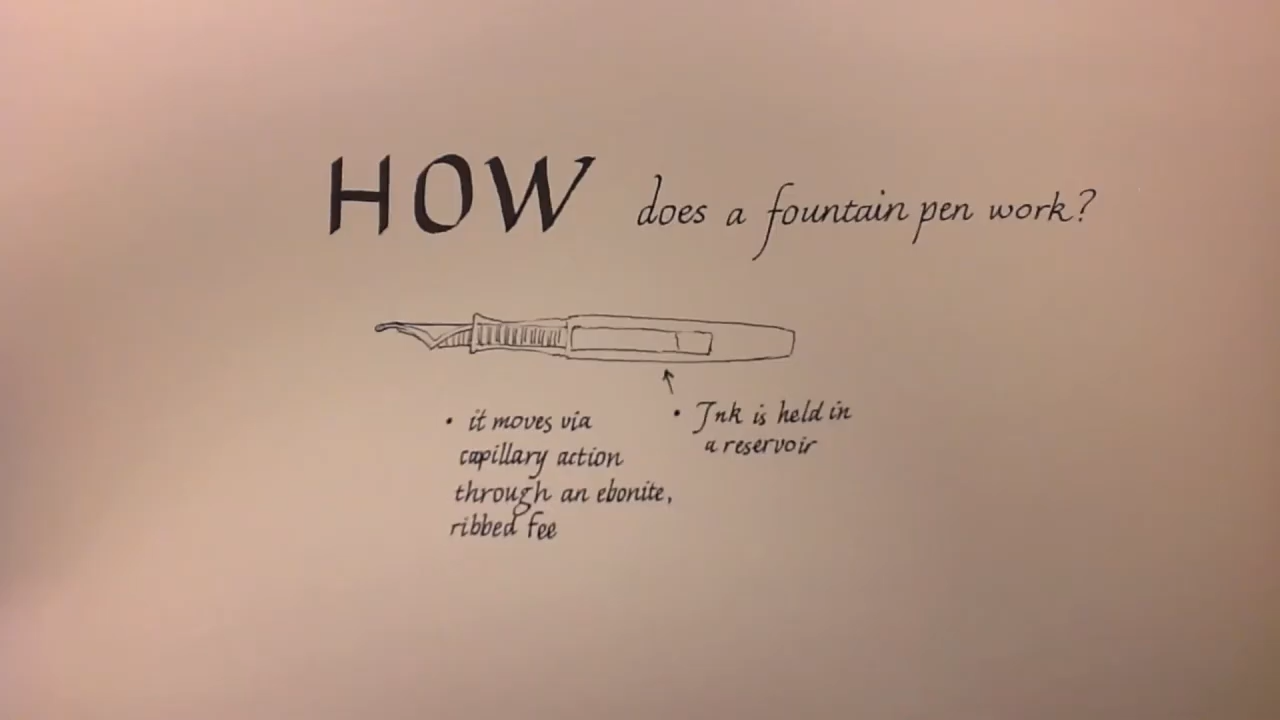 HOW does a fountain pen work?
• it moves via
capillary action
through an ebonite,
ribbed fee
• Ink is held in
a reservoir